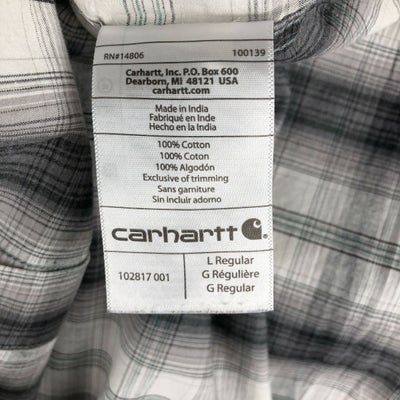 RN#14806 100139
Carhartt, Inc. P.O. Box 600
Dearborn, MI 48121 USA
carhartt.com
Made in India
Fabriqué en Inde
Hecho en la India
100% Cotton
100% Coton
100% Algodón
Exclusive of trimming
Sans garniture
Sin incluir adorno
carhartt
102817 001
L Regular
G Régulière
G Regular